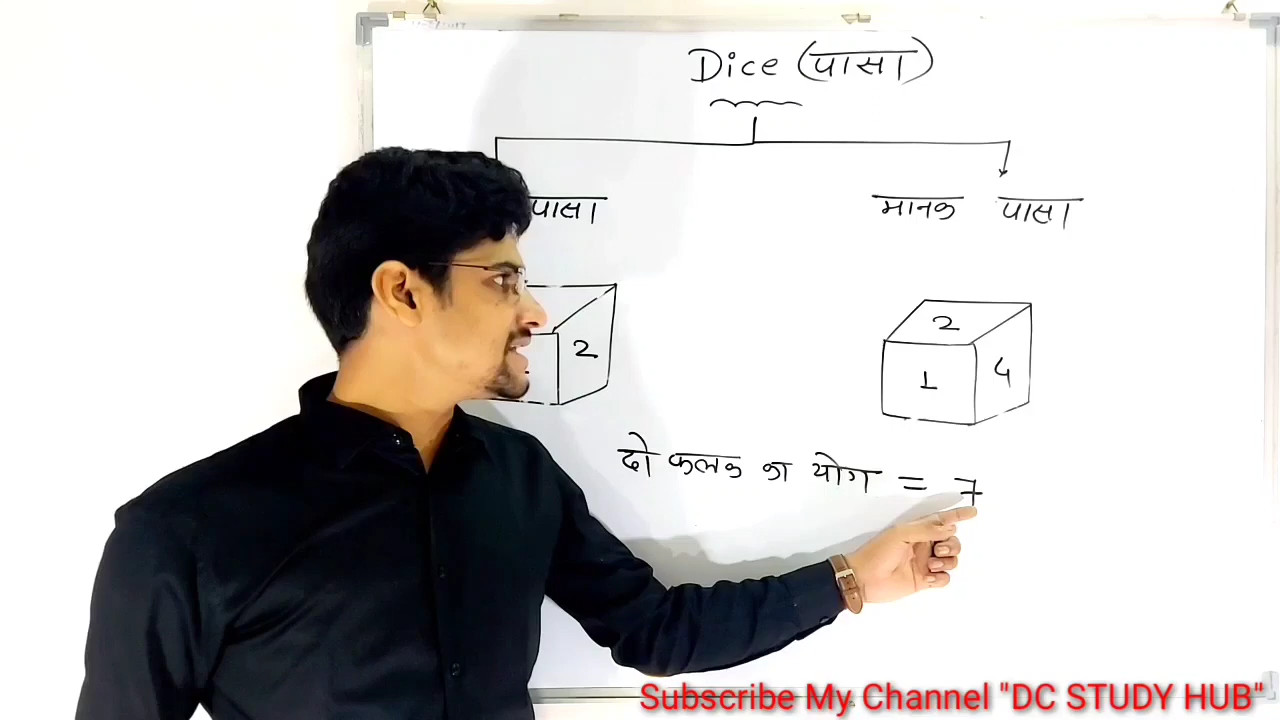 Dice (पासा)
पासा
मानक पासा
2
2
1
4
दो फलक का योग = 7
Subscribe My Channel "DC STUDY HUB"